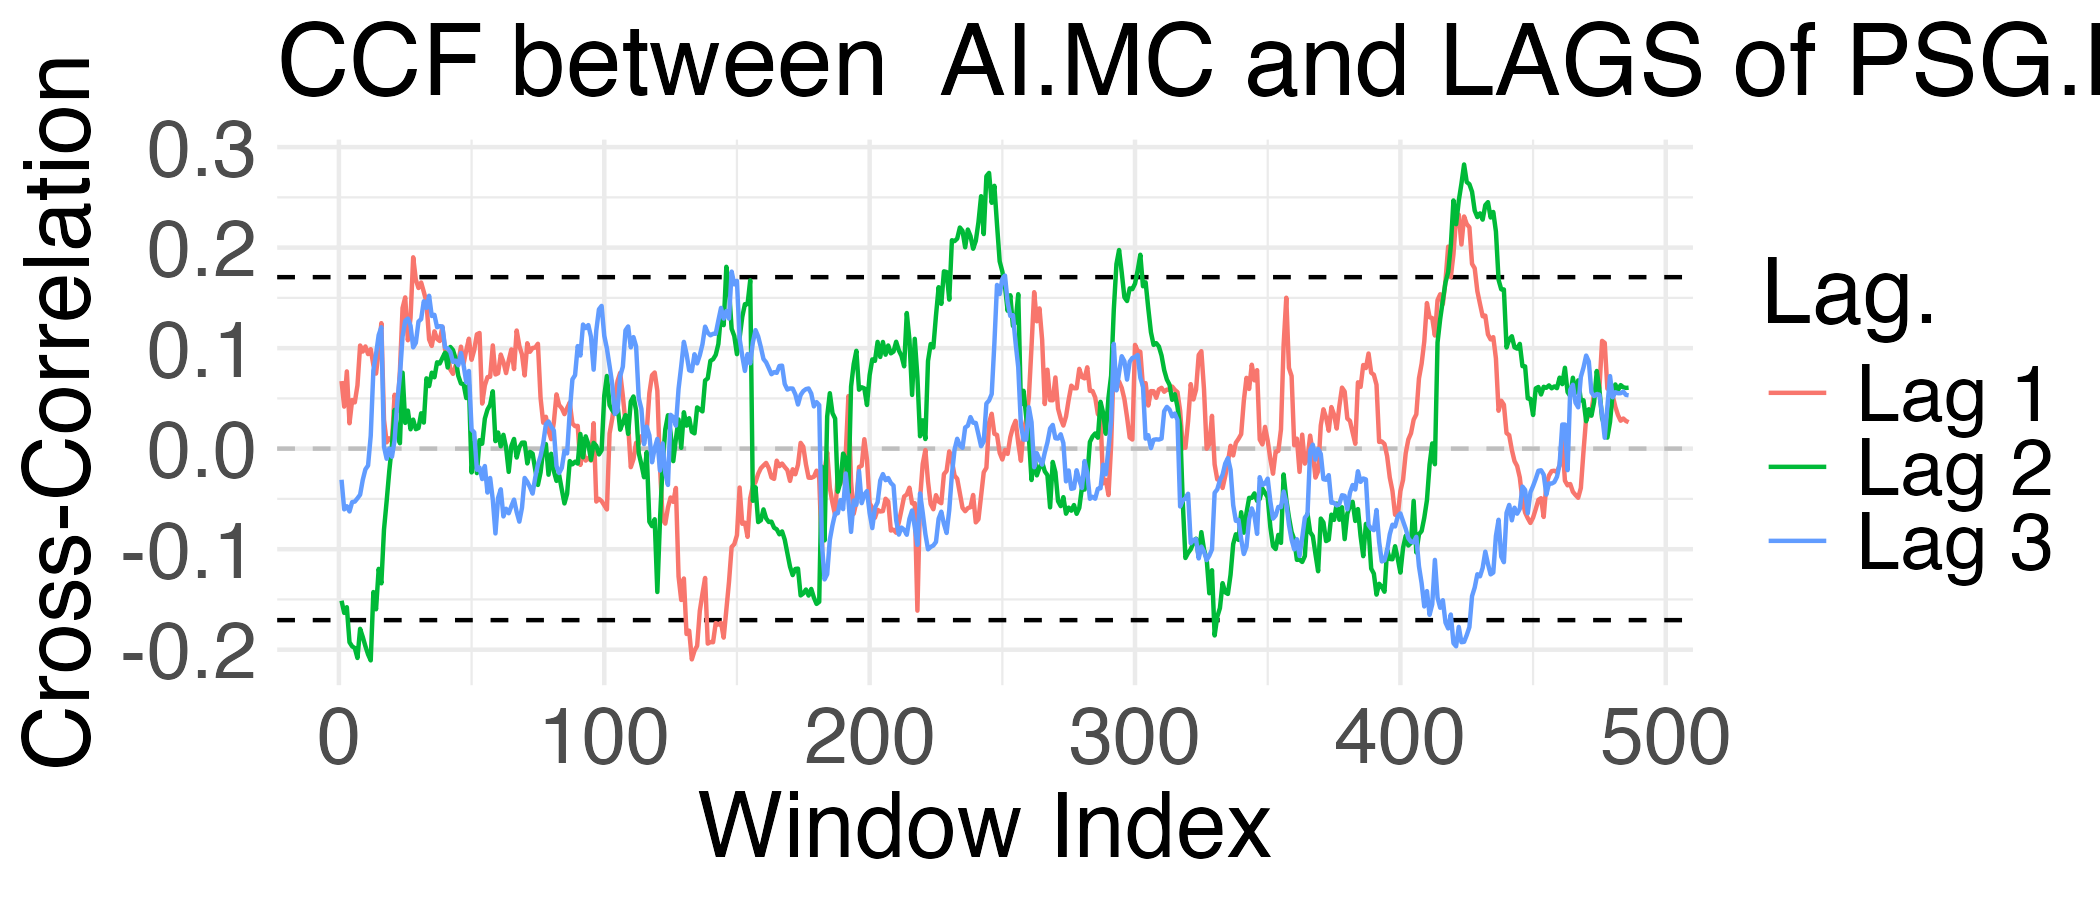 CCF between AI.MC and LAGS of PSG.
Cross-Correlation
0.3
0.2
0.1
0.0
-0.1
-0.2
0
100
200
300
400
500
Window Index
Lag.
Lag 1
Lag 2
Lag 3